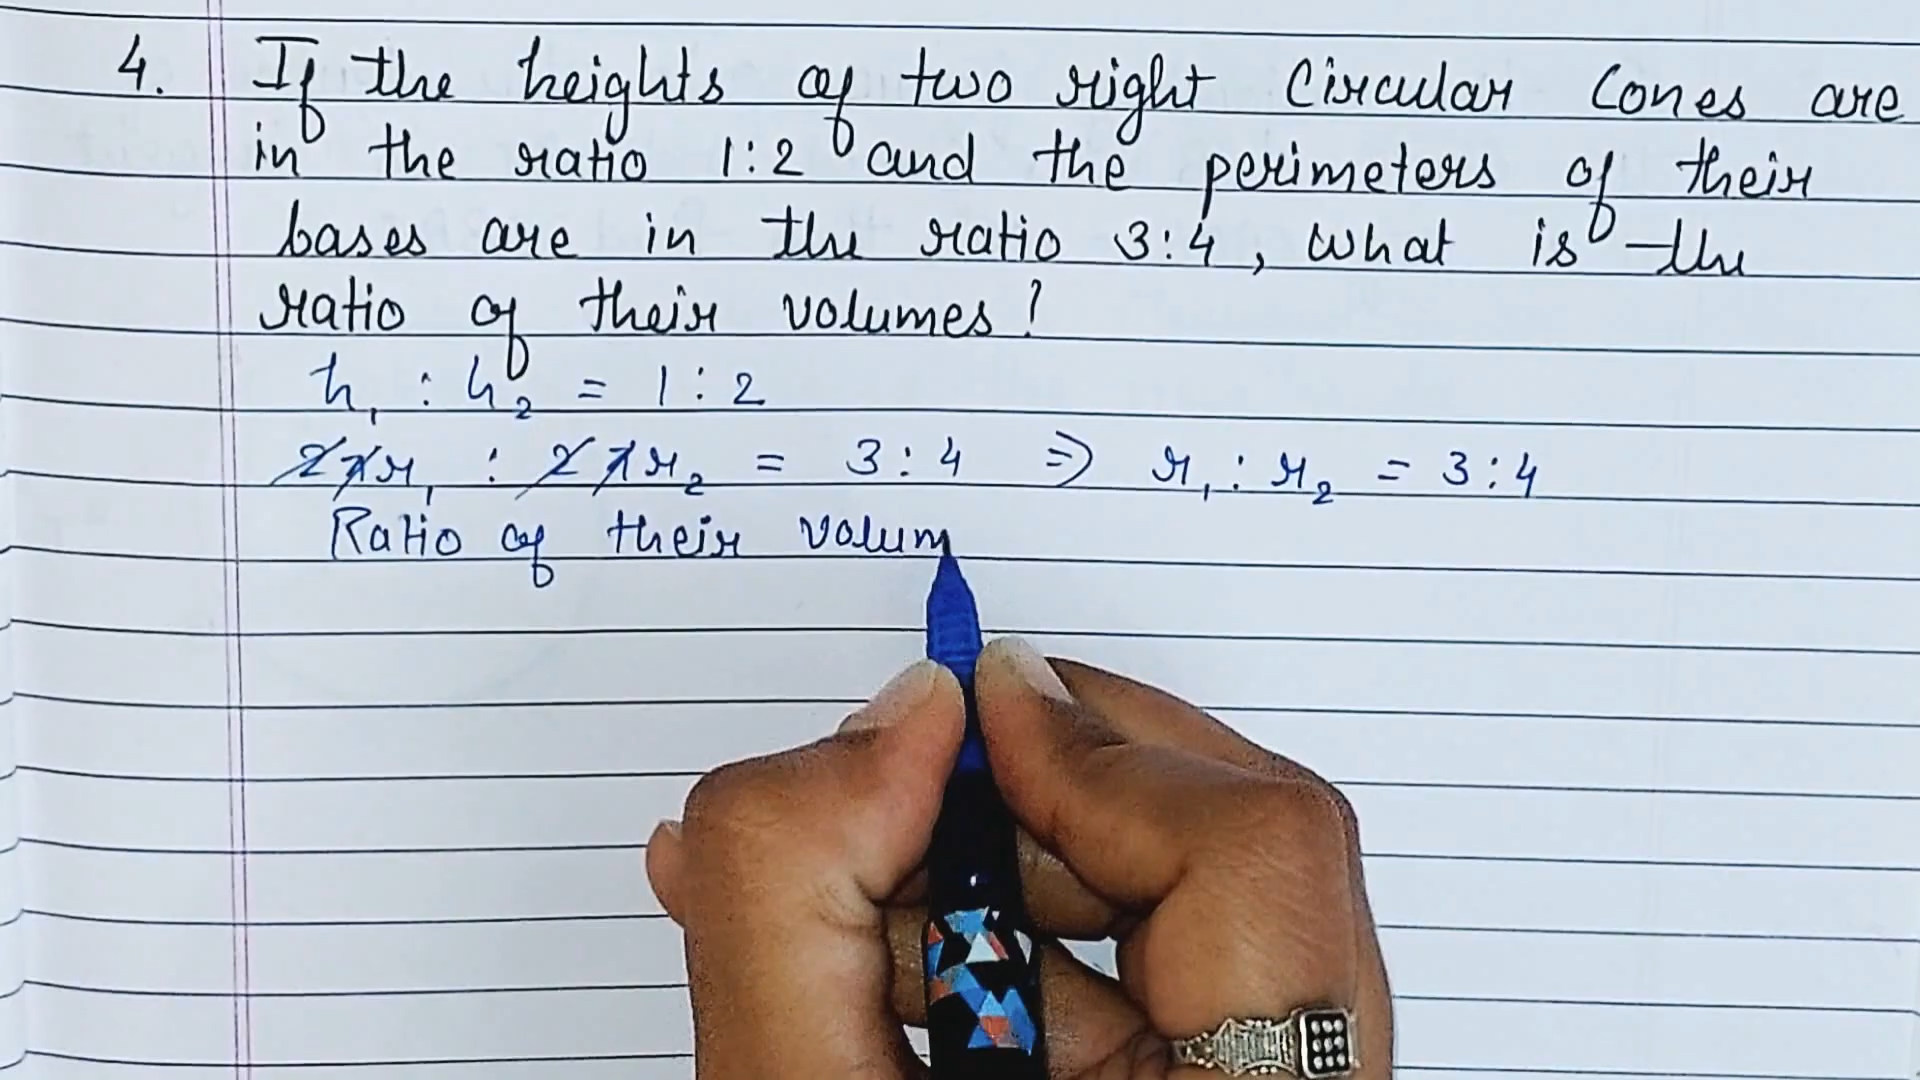 4. If the heights of two right Circular Cones are
in the ratio 1:2 and the perimeters of their
bases are in the ratio 3:4, what is the
ratio of their volumes?
h₁ : h₂ = 1 : 2
2πr₁ : 2πr₂ = 3 : 4 ⇒ r₁ : r₂ = 3 : 4
Ratio of their volum